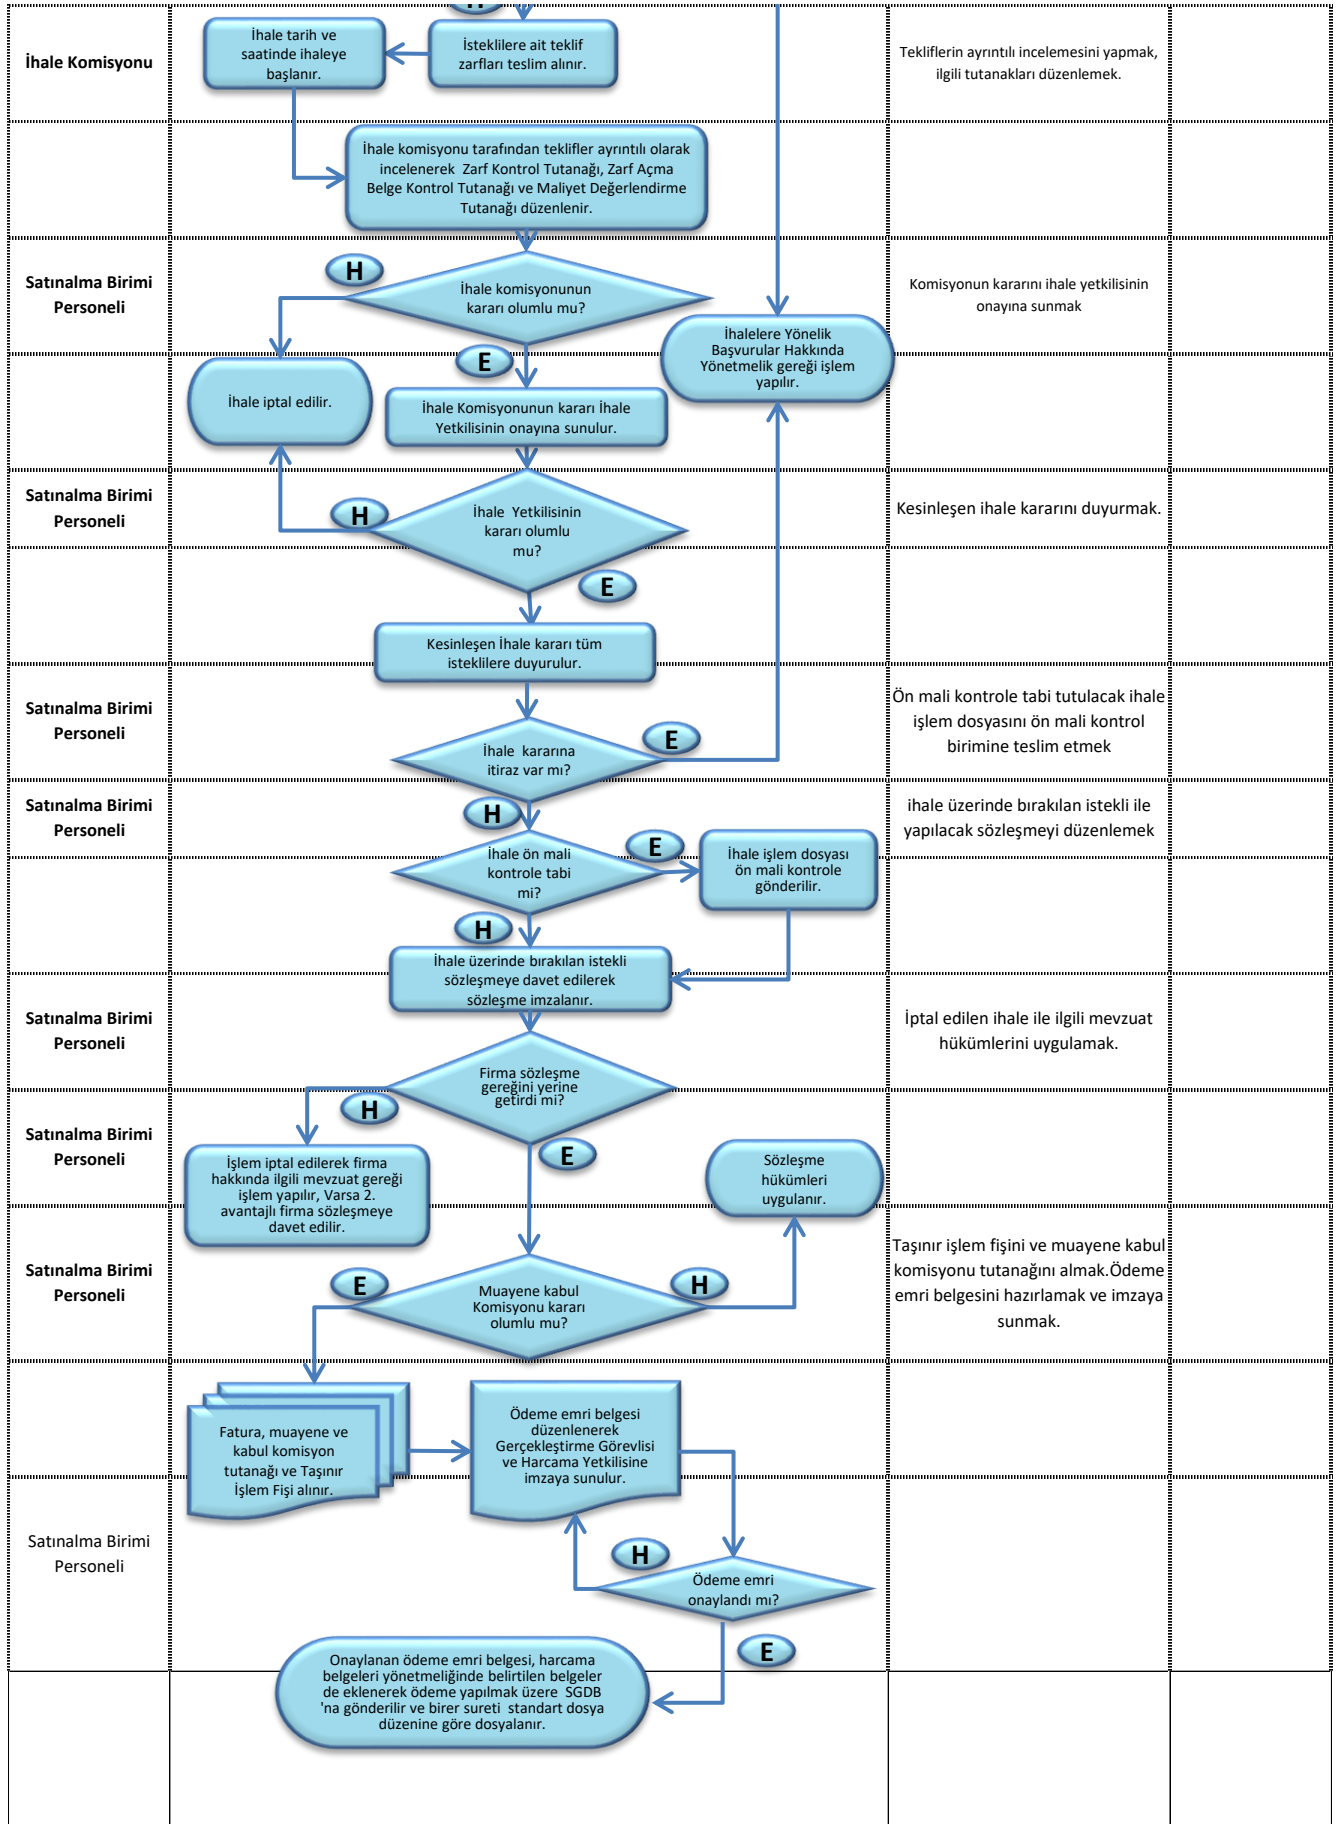 H
İhale Komisyonu
İhale tarih ve
saatinde ihaleye
başlanır.
İsteklilere ait teklif
zarfları teslim alınır.
Tekliflerin ayrıntılı incelemesini yapmak,
ilgili tutanakları düzenlemek.
İhale komisyonu tarafından teklifler ayrıntılı olarak
incelenerek Zarf Kontrol Tutanağı, Zarf Açma
Belge Kontrol Tutanağı ve Maliyet Değerlendirme
Tutanağı düzenlenir.
Satınalma Birimi
Personeli
H
İhale komisyonunun
kararı olumlu mu?
Komisyonun kararını ihale yetkilisinin
onayına sunmak
İhalelere Yönelik
Başvurular Hakkında
Yönetmelik gereği işlem
yapılır.
E
İhale iptal edilir.
İhale Komisyonunun kararı İhale
Yetkilisinin onayına sunulur.
Satınalma Birimi
Personeli
H
İhale Yetkilisinin
kararı olumlu
mu?
Kesinleşen ihale kararını duyurmak.
E
Kesinleşen İhale kararı tüm
isteklilere duyurulur.
Satınalma Birimi
Personeli
İhale kararına
itiraz var mı?
E
Ön mali kontrole tabi tutulacak ihale
işlem dosyasını ön mali kontrol
birimine teslim etmek
Satınalma Birimi
Personeli
H
İhale ön mali
kontrole tabi
mi?
E
İhale işlem dosyası
ön mali kontrole
gönderilir.
ihale üzerinde bırakılan istekli ile
yapılacak sözleşmeyi düzenlemek
H
İhale üzerinde bırakılan istekli
sözleşmeye davet edilerek
sözleşme imzalanır.
Satınalma Birimi
Personeli
İptal edilen ihale ile ilgili mevzuat
hükümlerini uygulamak.
Firma sözleşme
gereğini yerine
getirdi mi?
H
Satınalma Birimi
Personeli
E
İşlem iptal edilerek firma
hakkında ilgili mevzuat gereği
işlem yapılır, Varsa 2.
avantajlı firma sözleşmeye
davet edilir.
Sözleşme
hükümleri
uygulanır.
Satınalma Birimi
Personeli
E
Muayene kabul
Komisyonu kararı
olumlu mu?
H
Taşınır işlem fişini ve muayene kabul
komisyonu tutanağını almak.Ödeme
emri belgesini hazırlamak ve imzaya
sunmak.
Fatura, muayene ve
kabul komisyon
tutanağı ve Taşınır
İşlem Fişi alınır.
Ödeme emri belgesi
düzenlenerek
Gerçekleştirme Görevlisi
ve Harcama Yetkilisine
imzaya sunulur.
Satınalma Birimi
Personeli
H
Ödeme emri
onaylandı mı?
E
Onaylanan ödeme emri belgesi, harcama
belgeleri yönetmeliğinde belirtilen belgeler
de eklenerek ödeme yapılmak üzere SGDB
'na gönderilir ve birer sureti standart dosya
düzenine göre dosyalanır.